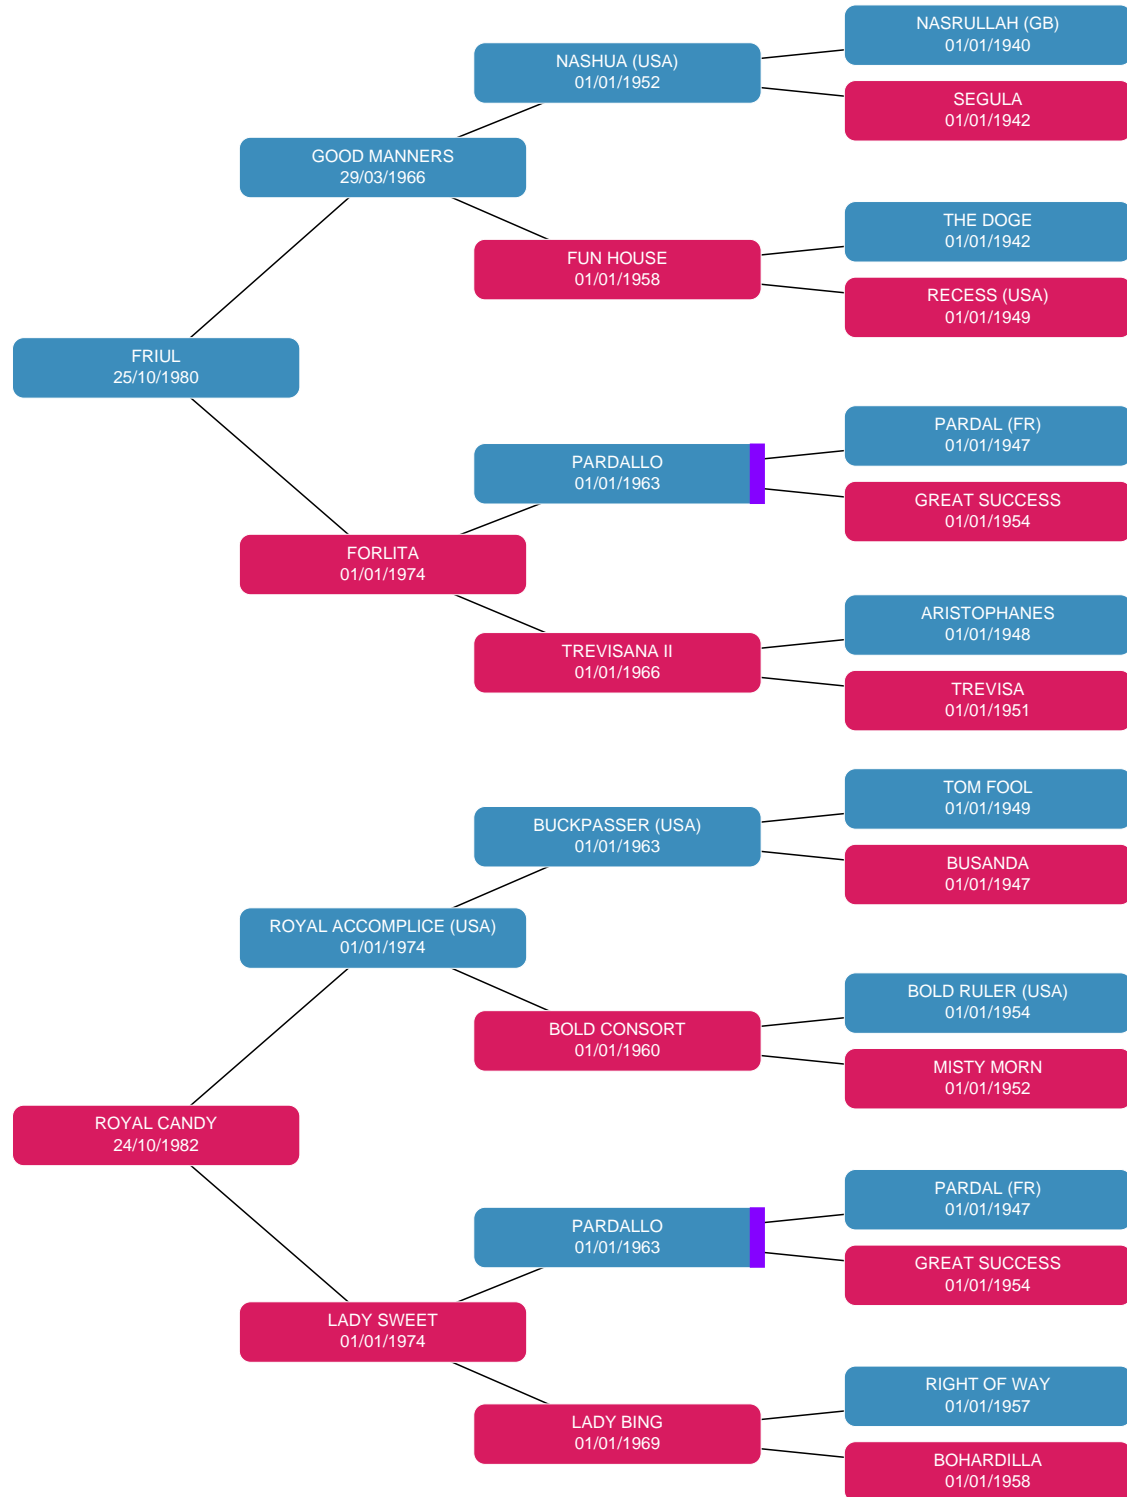 NASRULLAH (GB)
01/01/1940
NASHUA (USA)
01/01/1952
SEGULA
01/01/1942
GOOD MANNERS
29/03/1966
THE DOGE
01/01/1942
FUN HOUSE
01/01/1958
RECESS (USA)
01/01/1949
FRIUL
25/10/1980
PARDAL (FR)
01/01/1947
PARDALLO
01/01/1963
GREAT SUCCESS
01/01/1954
FORLITA
01/01/1974
ARISTOPHANES
01/01/1948
TREVISANA II
01/01/1966
TREVISA
01/01/1951
TOM FOOL
01/01/1949
BUCKPASSER (USA)
01/01/1963
BUSANDA
01/01/1947
ROYAL ACCOMPLICE (USA)
01/01/1974
BOLD RULER (USA)
01/01/1954
BOLD CONSORT
01/01/1960
MISTY MORN
01/01/1952
ROYAL CANDY
24/10/1982
PARDAL (FR)
01/01/1947
PARDALLO
01/01/1963
GREAT SUCCESS
01/01/1954
LADY SWEET
01/01/1974
RIGHT OF WAY
01/01/1957
LADY BING
01/01/1969
BOHARDILLA
01/01/1958